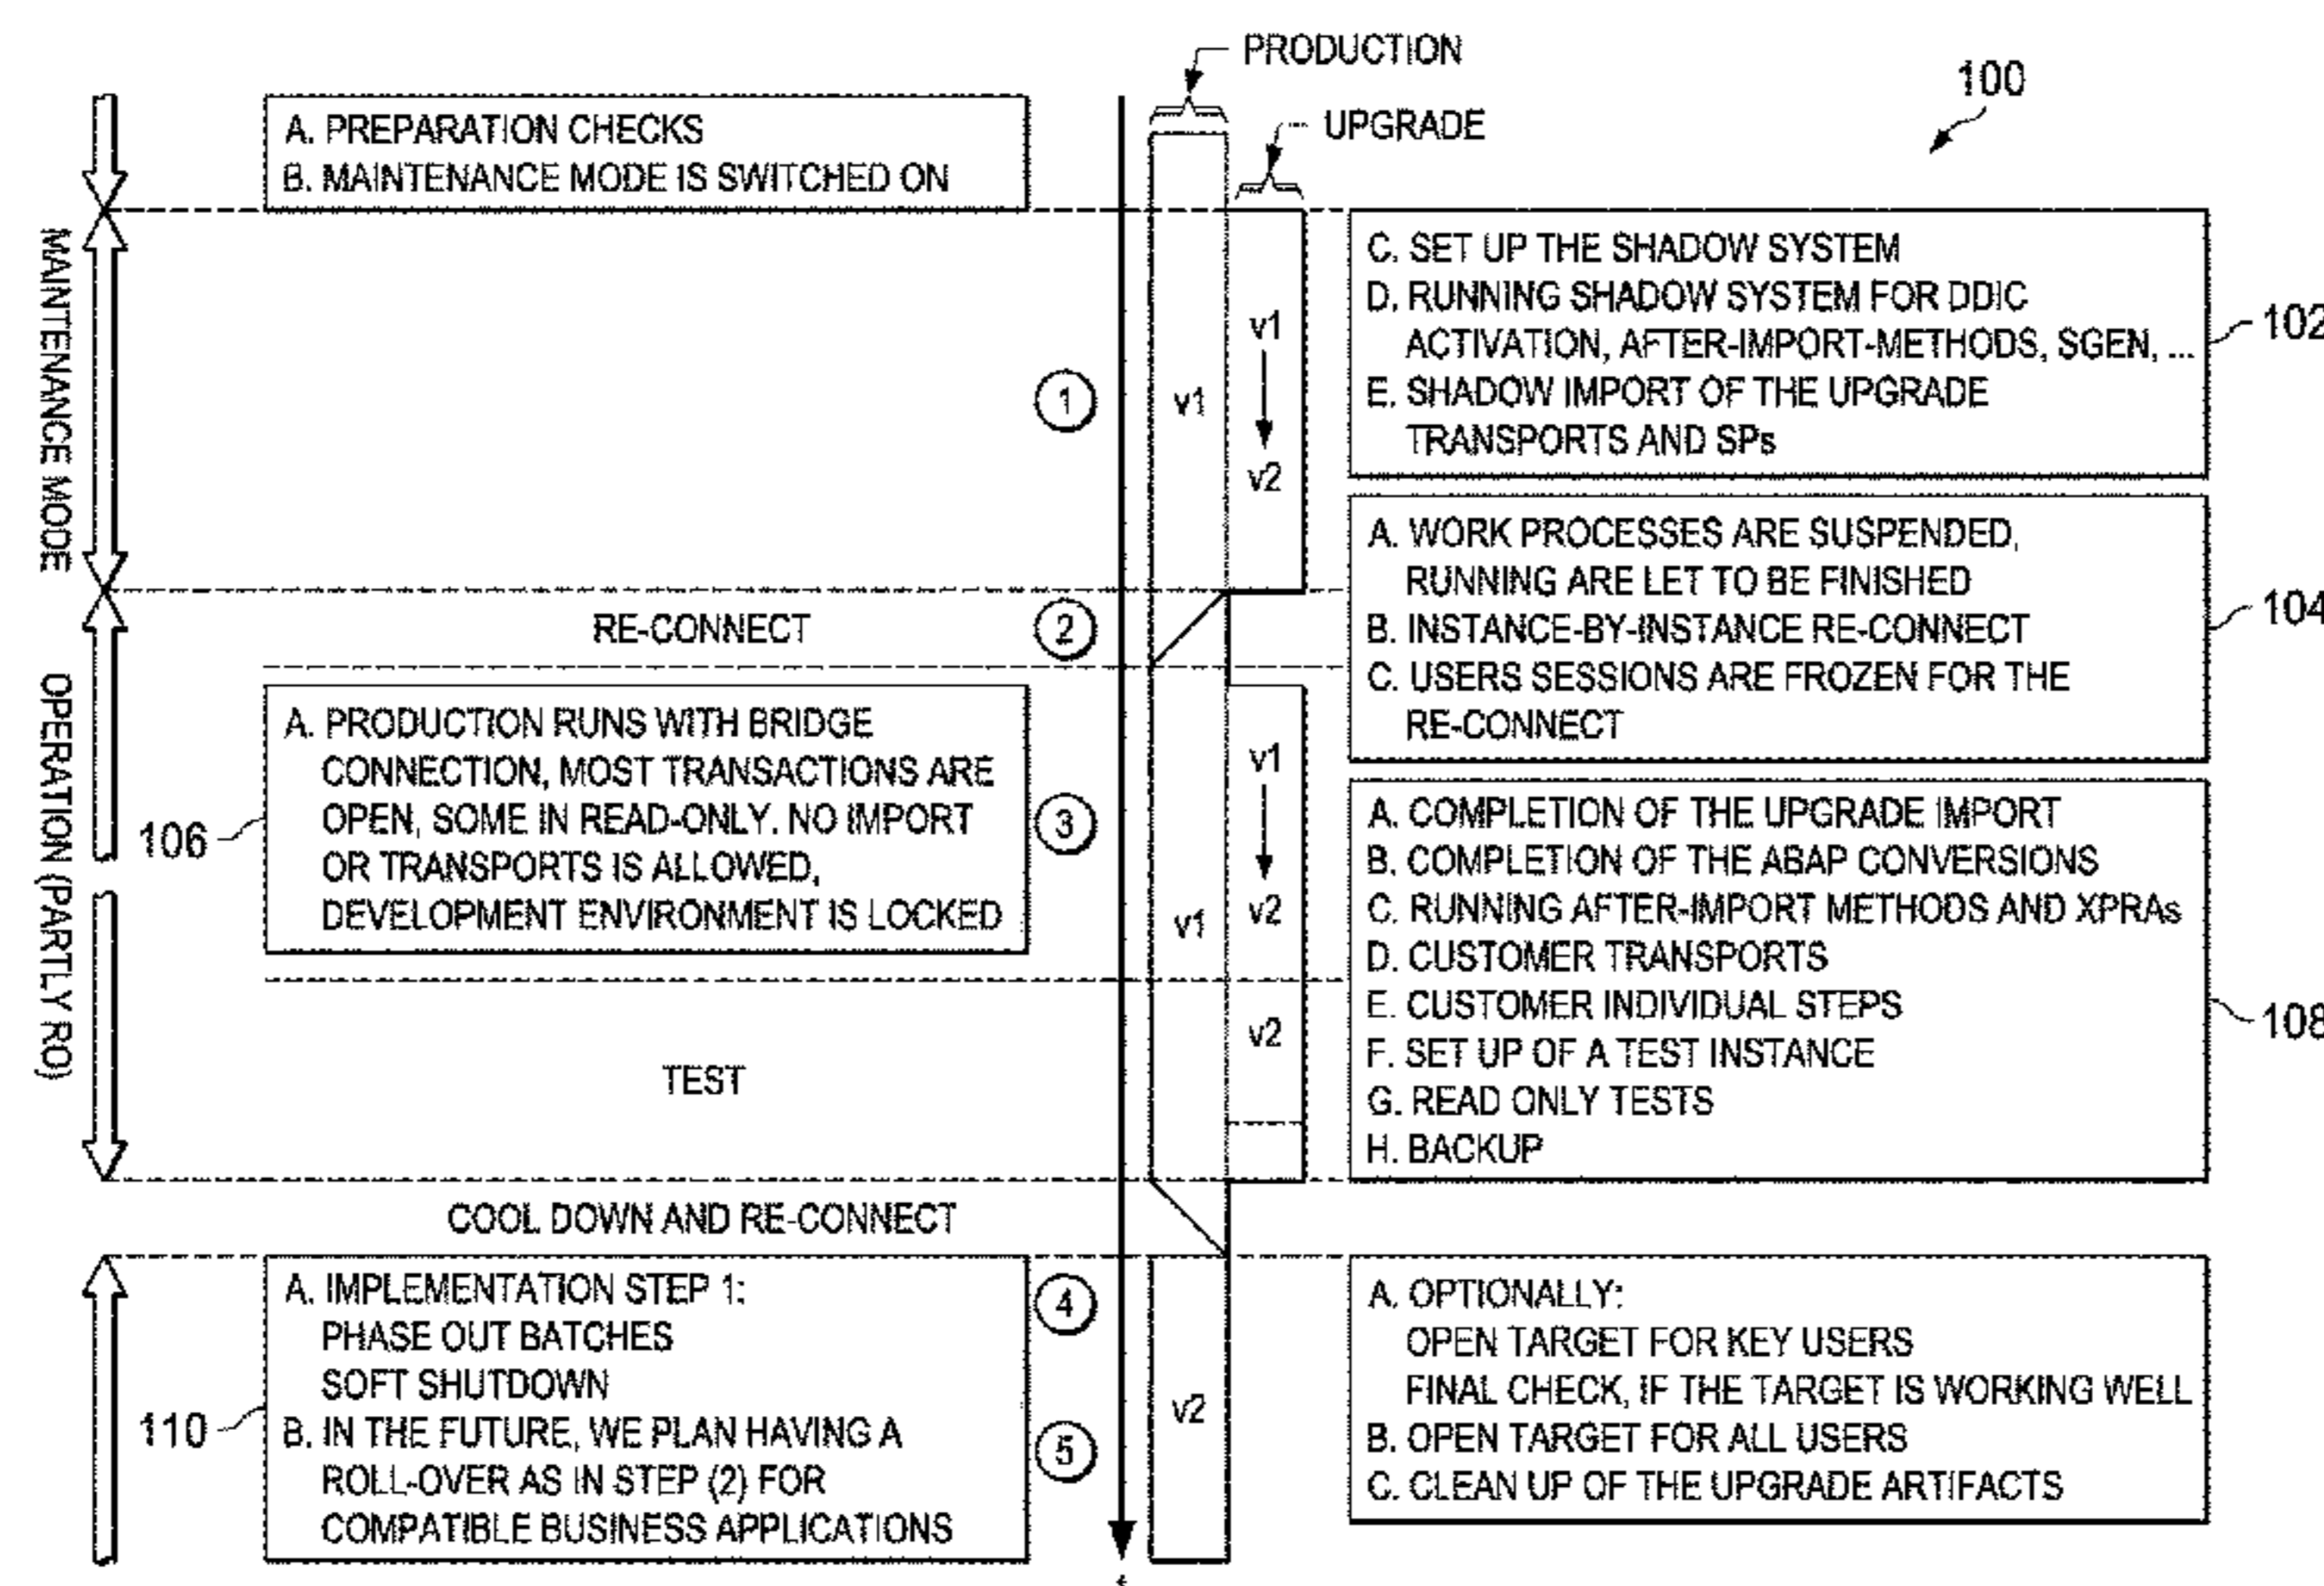 PRODUCTION
UPGRADE
100
A. PREPARATION CHECKS
B. MAINTENANCE MODE IS SWITCHED ON
MAINTENANCE MODE
1
v1
v1
v2
C. SET UP THE SHADOW SYSTEM
D. RUNNING SHADOW SYSTEM FOR DDIC
ACTIVATION, AFTER-IMPORT-METHODS, SGEN, ...
E. SHADOW IMPORT OF THE UPGRADE
TRANSPORTS AND SPs
102
RE-CONNECT
2
A. WORK PROCESSES ARE SUSPENDED,
RUNNING ARE LET TO BE FINISHED
B. INSTANCE-BY-INSTANCE RE-CONNECT
C. USERS SESSIONS ARE FROZEN FOR THE
RE-CONNECT
104
OPERATION (PARTLY RO)
106
A. PRODUCTION RUNS WITH BRIDGE
CONNECTION, MOST TRANSACTIONS ARE
OPEN, SOME IN READ-ONLY. NO IMPORT
OR TRANSPORTS IS ALLOWED,
DEVELOPMENT ENVIRONMENT IS LOCKED
3
v1
v1
v2
v2
A. COMPLETION OF THE UPGRADE IMPORT
B. COMPLETION OF THE ABAP CONVERSIONS
C. RUNNING AFTER-IMPORT METHODS AND XPRAs
D. CUSTOMER TRANSPORTS
E. CUSTOMER INDIVIDUAL STEPS
F. SET UP OF A TEST INSTANCE
G. READ ONLY TESTS
H. BACKUP
108
TEST
COOL DOWN AND RE-CONNECT
110
A. IMPLEMENTATION STEP 1:
PHASE OUT BATCHES
SOFT SHUTDOWN
B. IN THE FUTURE, WE PLAN HAVING A
ROLL-OVER AS IN STEP (2) FOR
COMPATIBLE BUSINESS APPLICATIONS
4
5
v2
A. OPTIONALLY:
OPEN TARGET FOR KEY USERS
FINAL CHECK, IF THE TARGET IS WORKING WELL
B. OPEN TARGET FOR ALL USERS
C. CLEAN UP OF THE UPGRADE ARTIFACTS